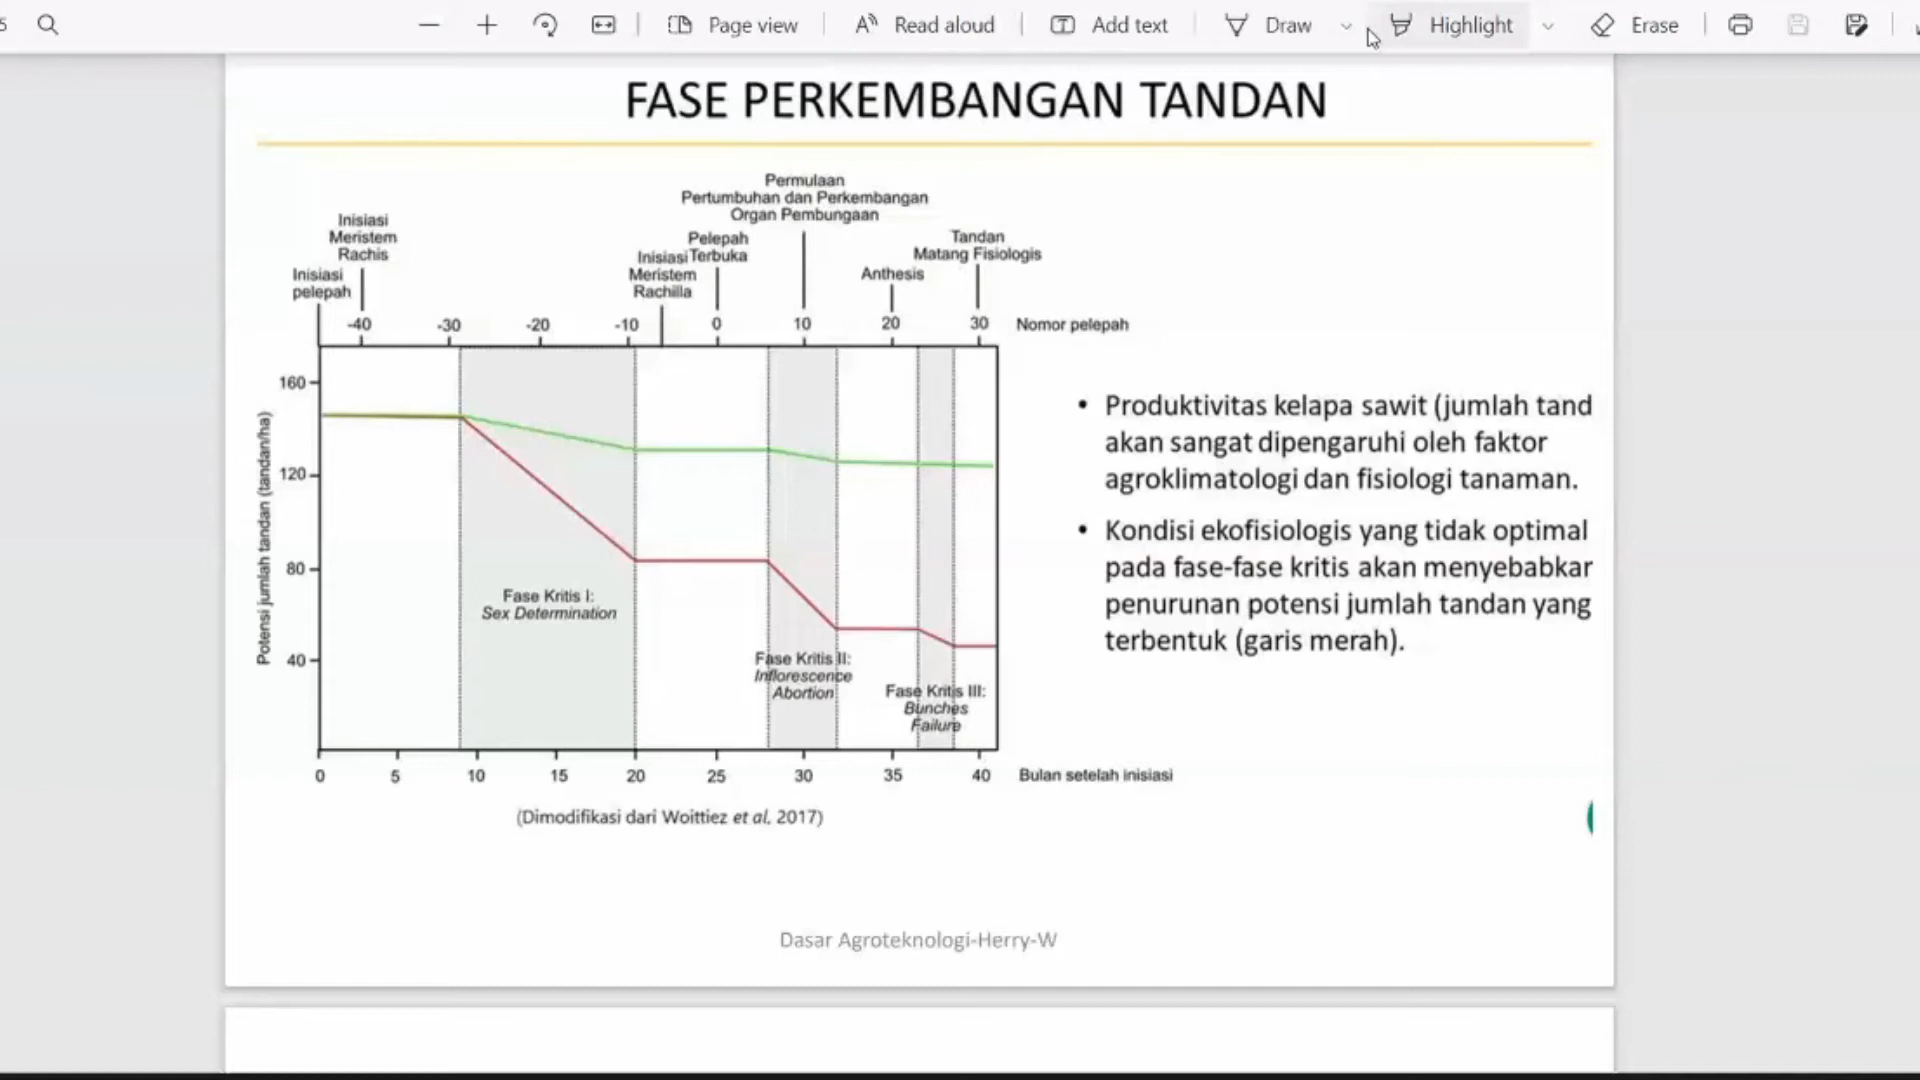 5
Page view
Read aloud
Add text
Draw
Highlight
Erase
FASE PERKEMBANGAN TANDAN
Permulaan
Pertumbuhan dan Perkembangan
Organ Pembungaan
Inisiasi
Meristem
Rachis
Inisiasi
pelepah
Pelepah
Terbuka
Inisiasi
Meristem
Rachilla
Anthesis
Tandan
Matang Fisiologis
-40 -30 -20 -10 0 10 20 30 Nomor pelepah
160
120
80
40
Potensi jumlah tandan (tandan/ha)
Fase Kritis I:
Sex Determination
Fase Kritis II:
Inflorescence
Abortion
Fase Kritis III:
Bunches
Failure
0 5 10 15 20 25 30 35 40 Bulan setelah inisiasi
(Dimodifikasi dari Woittiez et al, 2017)
• Produktivitas kelapa sawit (jumlah tand
akan sangat dipengaruhi oleh faktor
agroklimatologi dan fisiologi tanaman.
• Kondisi ekofisiologis yang tidak optimal
pada fase-fase kritis akan menyebabkar
penurunan potensi jumlah tandan yang
terbentuk (garis merah).
Dasar Agroteknologi-Herry-W